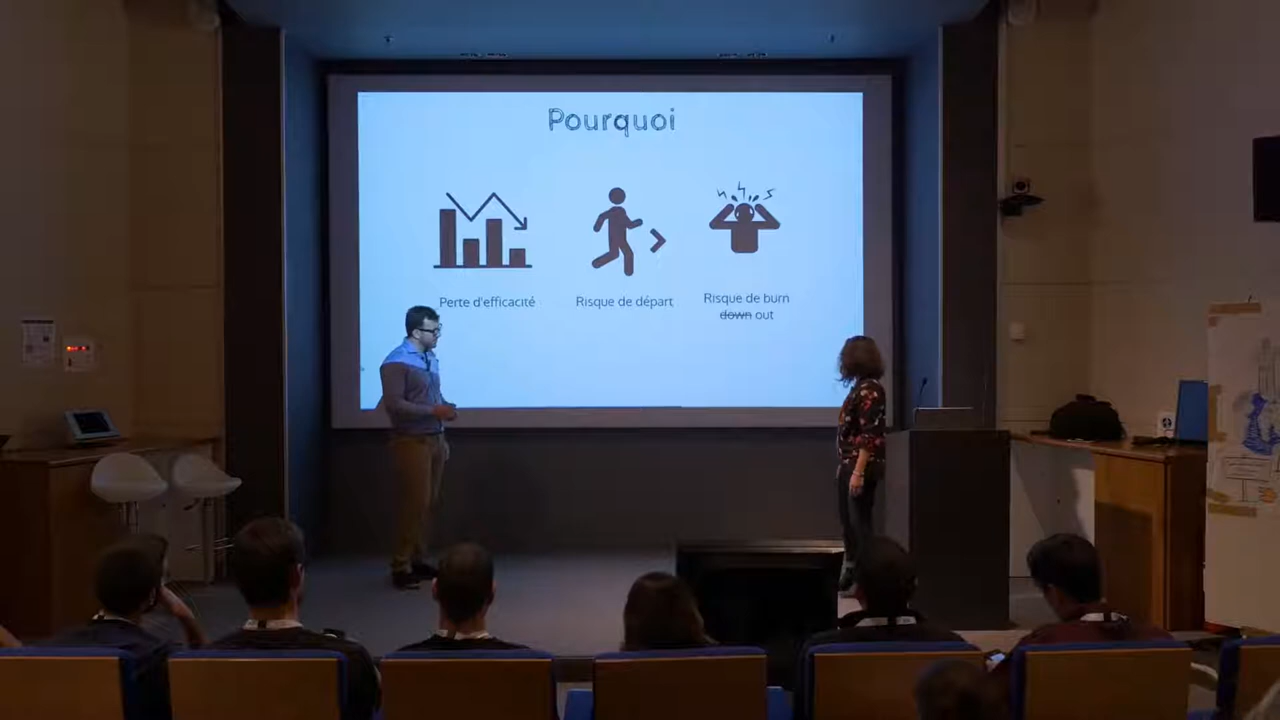 Pourquoi
Perte d'efficacité
Risque de départ
Risque de burn
down out